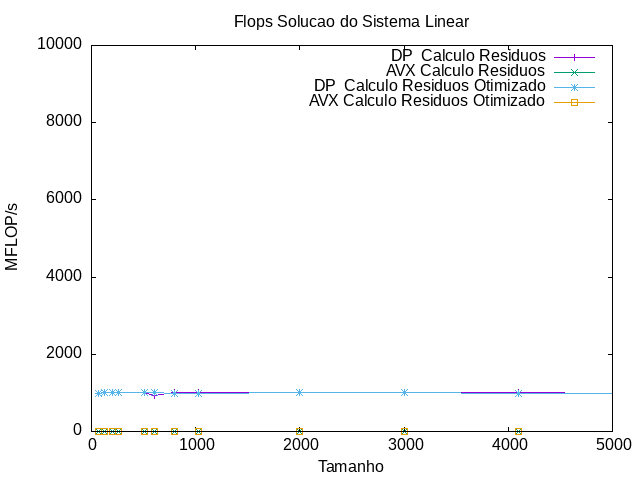 Flops Solucao do Sistema Linear
10000
8000
6000
4000
2000
0
MFLOP/s
DP  Calculo Residuos
AVX Calculo Residuos
DP  Calculo Residuos Otimizado
AVX Calculo Residuos Otimizado
0 1000 2000 3000 4000 5000
Tamanho